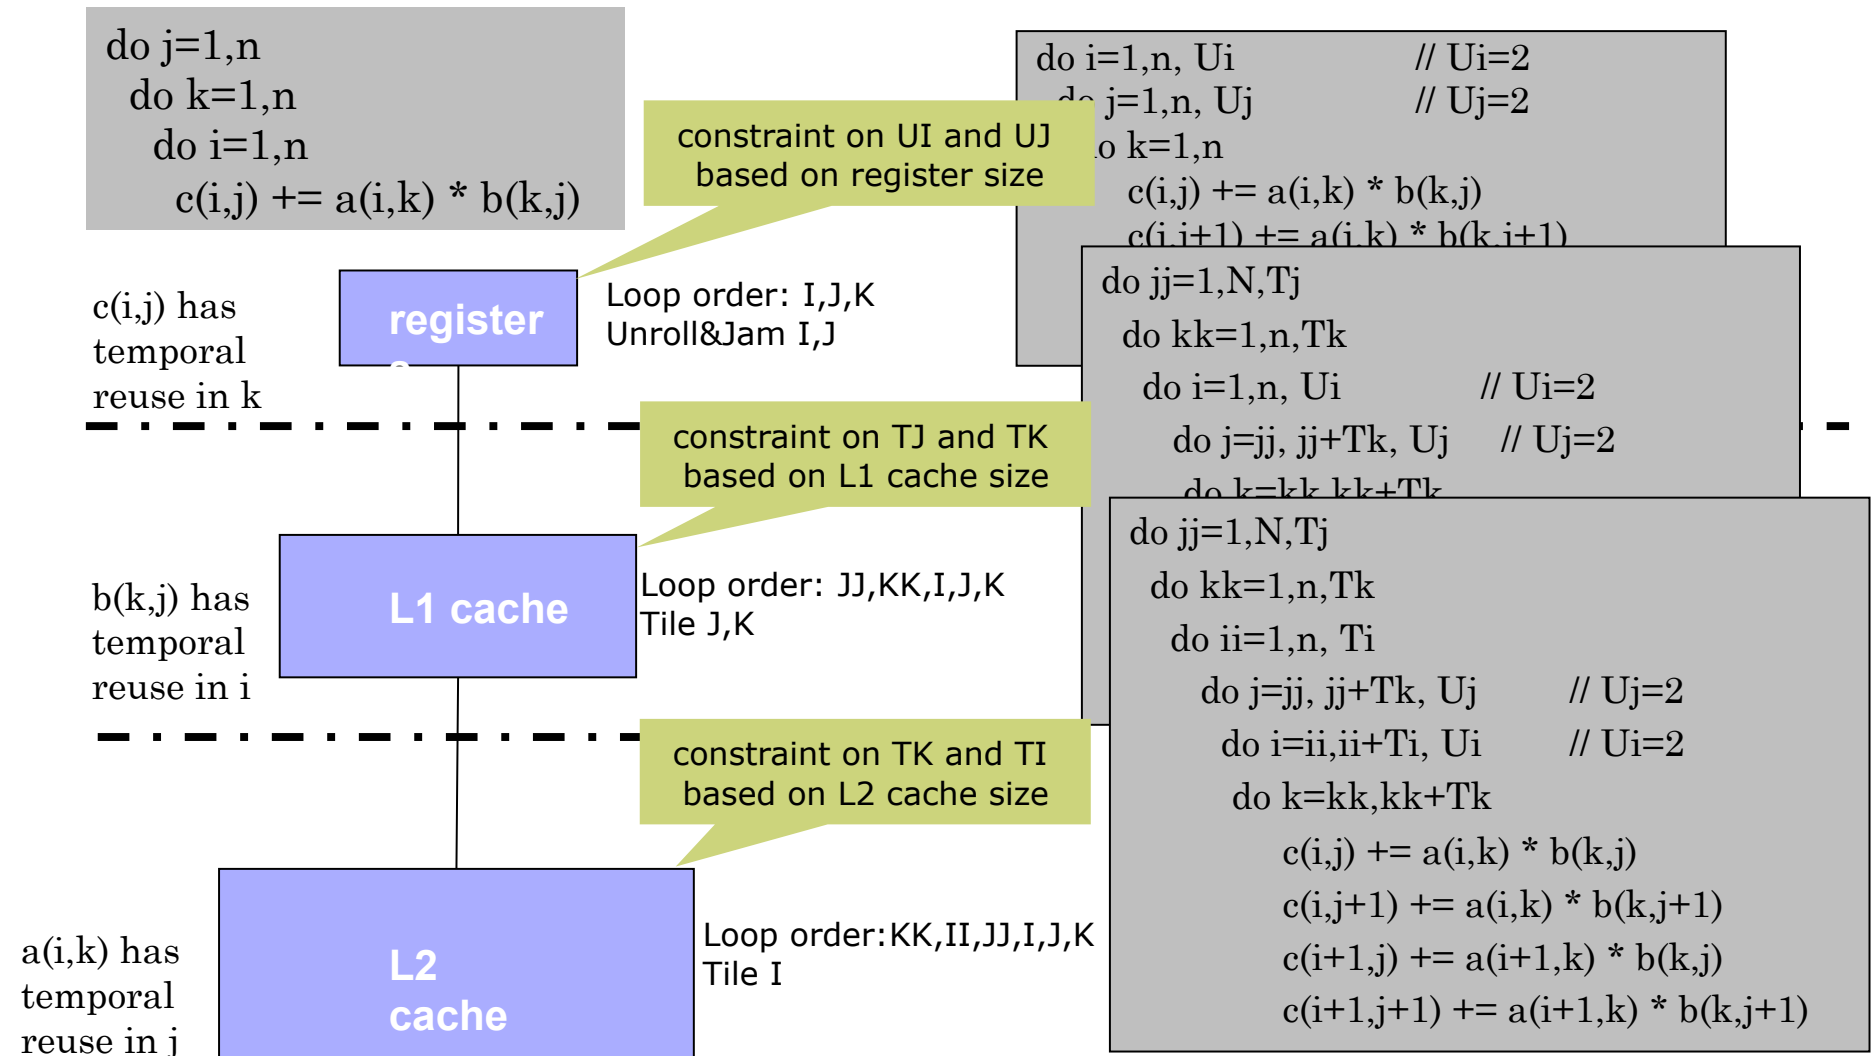 do j=1,n
do k=1,n
do i=1,n
c(i,j) += a(i,k) * b(k,j)
constraint on UI and UJ
based on register size
do i=1,n, Ui // Ui=2
j=1,n, Uj // Uj=2
k=1,n
c(i,j) += a(i,k) * b(k,j)
c(i,j+1) += a(i,k) * b(k,j+1)
c(i,j) has
temporal
reuse in k
register
Loop order: I,J,K
Unroll&Jam I,J
do jj=1,N,Tj
do kk=1,n,Tk
do i=1,n, Ui // Ui=2
do j=jj, jj+Tk, Uj // Uj=2
do k=kk,kk+Tk
constraint on TJ and TK
based on L1 cache size
b(k,j) has
temporal
reuse in i
L1 cache
Loop order: JJ,KK,I,J,K
Tile J,K
constraint on TK and TI
based on L2 cache size
do jj=1,N,Tj
do kk=1,n,Tk
do ii=1,n, Ti
do j=jj, jj+Tk, Uj // Uj=2
do i=ii,ii+Ti, Ui // Ui=2
do k=kk,kk+Tk
c(i,j) += a(i,k) * b(k,j)
c(i,j+1) += a(i,k) * b(k,j+1)
c(i+1,j) += a(i+1,k) * b(k,j)
c(i+1,j+1) += a(i+1,k) * b(k,j+1)
a(i,k) has
temporal
reuse in j
L2
cache
Loop order:KK,II,JJ,I,J,K
Tile I